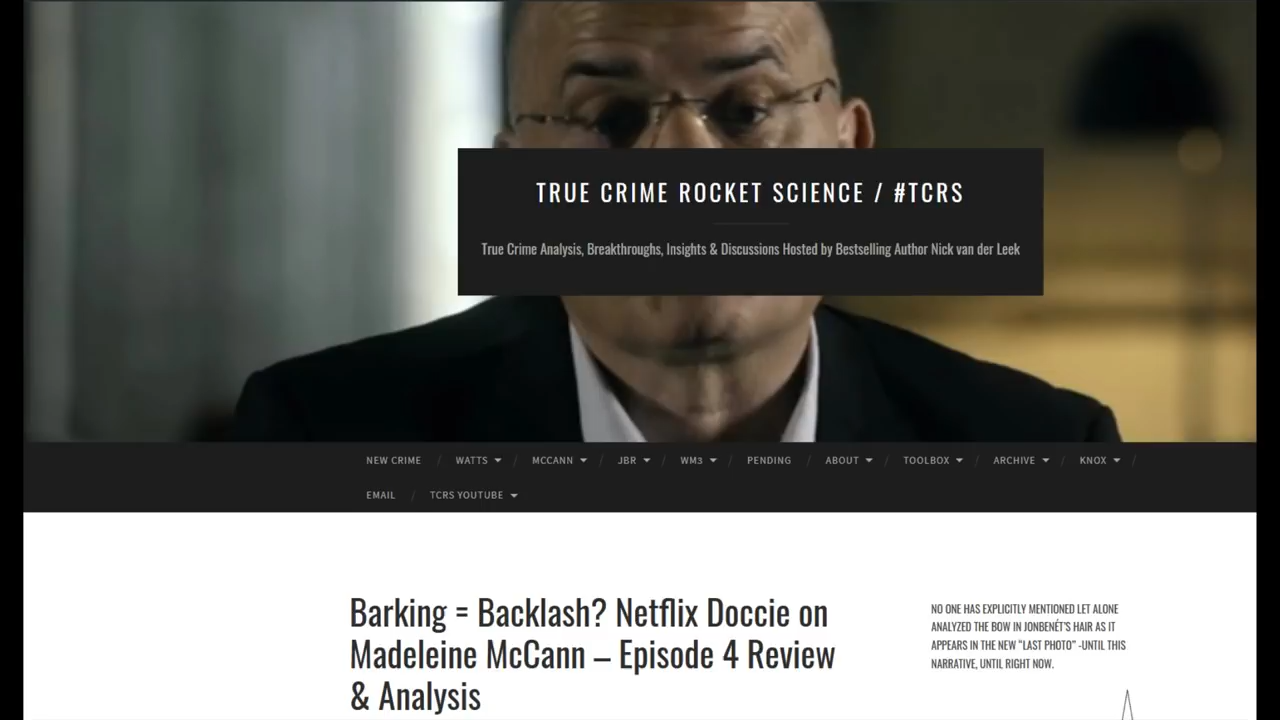 TRUE CRIME ROCKET SCIENCE / #TCRS
True Crime Analysis, Breakthroughs, Insights & Discussions Hosted by Bestselling Author Nick van der Leek
NEW CRIME / WATTS / MCCANN / JBR / WM3 / PENDING / ABOUT / TOOLBOX / ARCHIVE / KNOX /
EMAIL / TCRS YOUTUBE
Barking = Backlash? Netflix Doccie on
Madeleine McCann – Episode 4 Review
& Analysis
NO ONE HAS EXPLICITLY MENTIONED LET ALONE
ANALYZED THE BOW IN JONBENÉT'S HAIR AS IT
APPEARS IN THE NEW “LAST PHOTO” -UNTIL THIS
NARRATIVE, UNTIL RIGHT NOW.